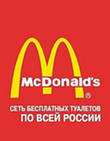 McDonald's
®
СЕТЬ БЕСПЛАТНЫХ ТУАЛЕТОВ
ПО ВСЕЙ РОССИИ